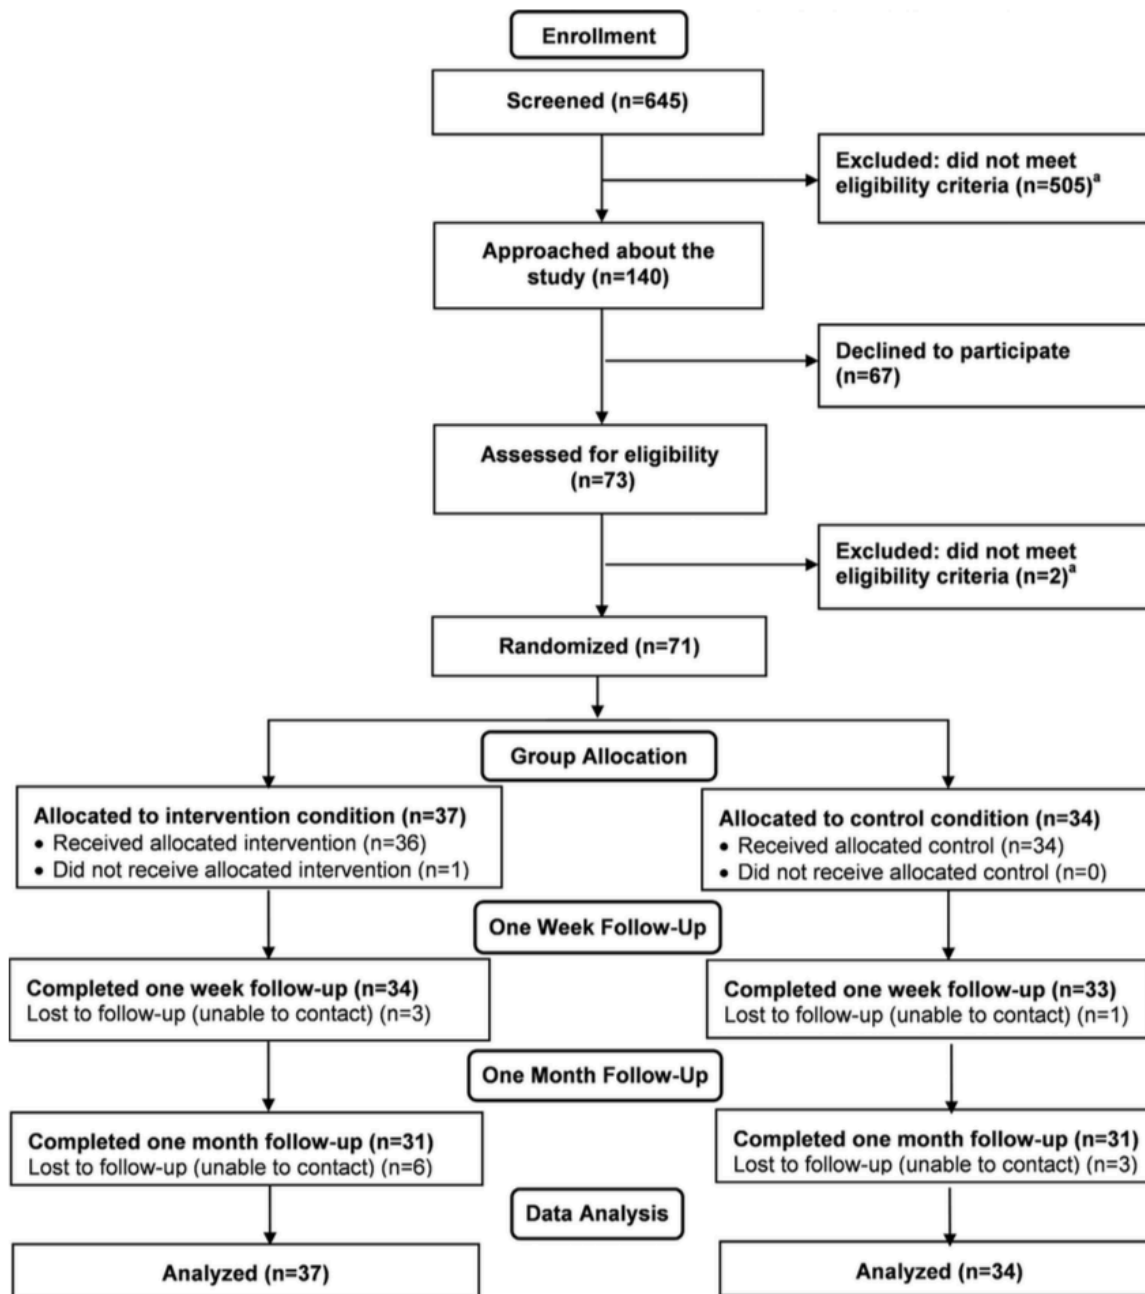 Enrollment
Screened (n=645)
Excluded: did not meet
eligibility criteria (n=505)a
Approached about the
study (n=140)
Declined to participate
(n=67)
Assessed for eligibility
(n=73)
Excluded: did not meet
eligibility criteria (n=2)a
Randomized (n=71)
Group Allocation
Allocated to intervention condition (n=37)
• Received allocated intervention (n=36)
• Did not receive allocated intervention (n=1)
Allocated to control condition (n=34)
• Received allocated control (n=34)
• Did not receive allocated control (n=0)
One Week Follow-Up
Completed one week follow-up (n=34)
Lost to follow-up (unable to contact) (n=3)
Completed one week follow-up (n=33)
Lost to follow-up (unable to contact) (n=1)
One Month Follow-Up
Completed one month follow-up (n=31)
Lost to follow-up (unable to contact) (n=6)
Completed one month follow-up (n=31)
Lost to follow-up (unable to contact) (n=3)
Data Analysis
Analyzed (n=37)
Analyzed (n=34)